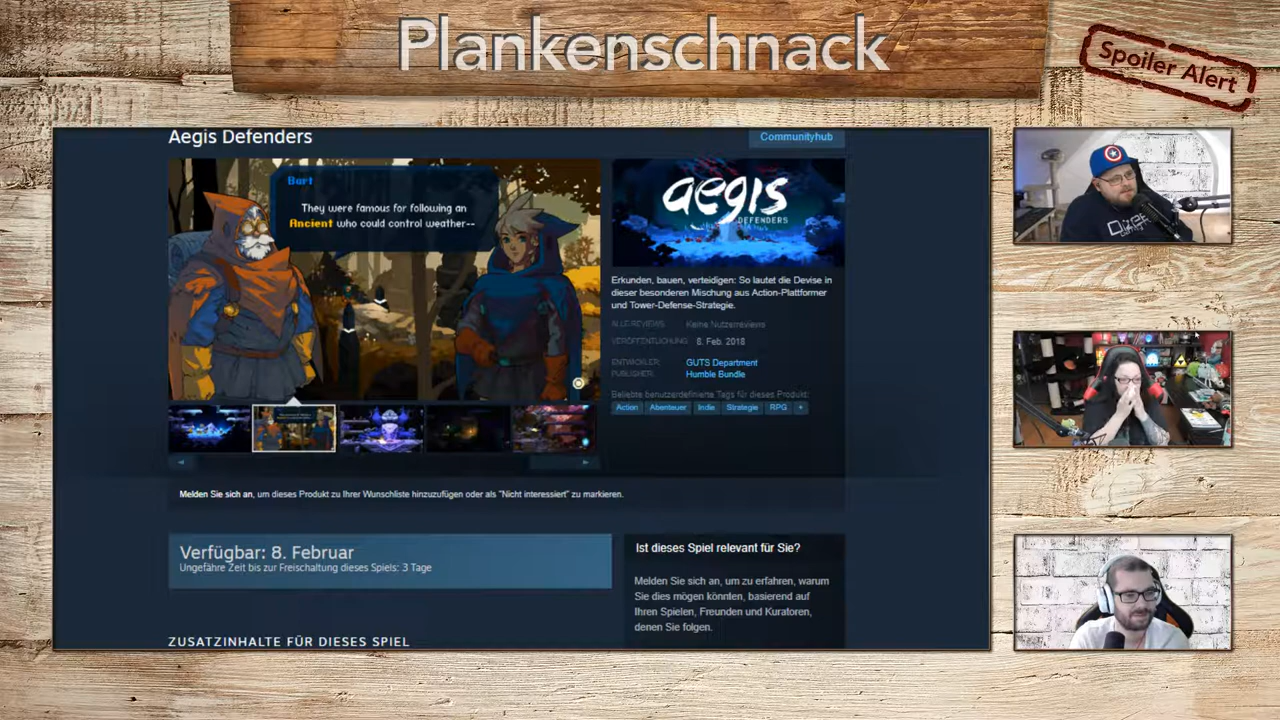 Plankenschnack
Spoiler Alert
Aegis Defenders
Communityhub
Bart
They were famous for following an
Ancient who could control weather--
aegis
DEFENDERS
Erkunden, bauen, verteidigen: So lautet die Devise in
dieser besonderen Mischung aus Action-Plattformer
und Tower-Defense-Strategie.
ALLE REVIEWS: Keine Nutzerreviews
VERÖFFENTLICHUNG: 8. Feb. 2018
ENTWICKLER: GUTS Department
PUBLISHER: Humble Bundle
Beliebte benutzerdefinierte Tags für dieses Produkt:
Action Abenteuer Indie Strategie RPG +
Melden Sie sich an, um dieses Produkt zu Ihrer Wunschliste hinzuzufügen oder als "Nicht interessiert" zu markieren.
Verfügbar: 8. Februar
Ungefähre Zeit bis zur Freischaltung dieses Spiels: 3 Tage
Ist dieses Spiel relevant für Sie?
Melden Sie sich an, um zu erfahren, warum
Sie dies mögen könnten, basierend auf
Ihren Spielen, Freunden und Kuratoren,
denen Sie folgen.
ZUSATZINHALTE FÜR DIESES SPIEL